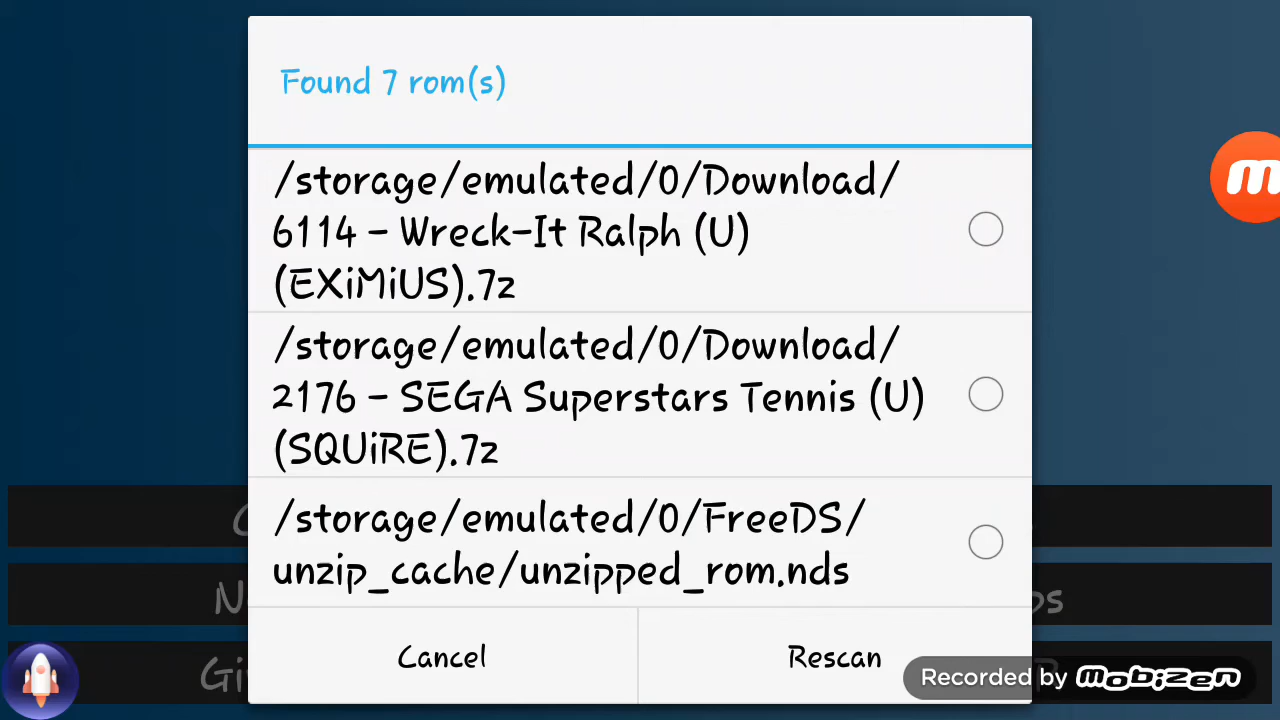 Found 7 rom(s)
/storage/emulated/0/Download/
6114 - Wreck-It Ralph (U)
(EXiMiUS).7z
/storage/emulated/0/Download/
2176 - SEGA Superstars Tennis (U)
(SQUiRE).7z
/storage/emulated/0/FreeDS/
unzip_cache/unzipped_rom.nds
Cancel
Rescan
Recorded by mobizen